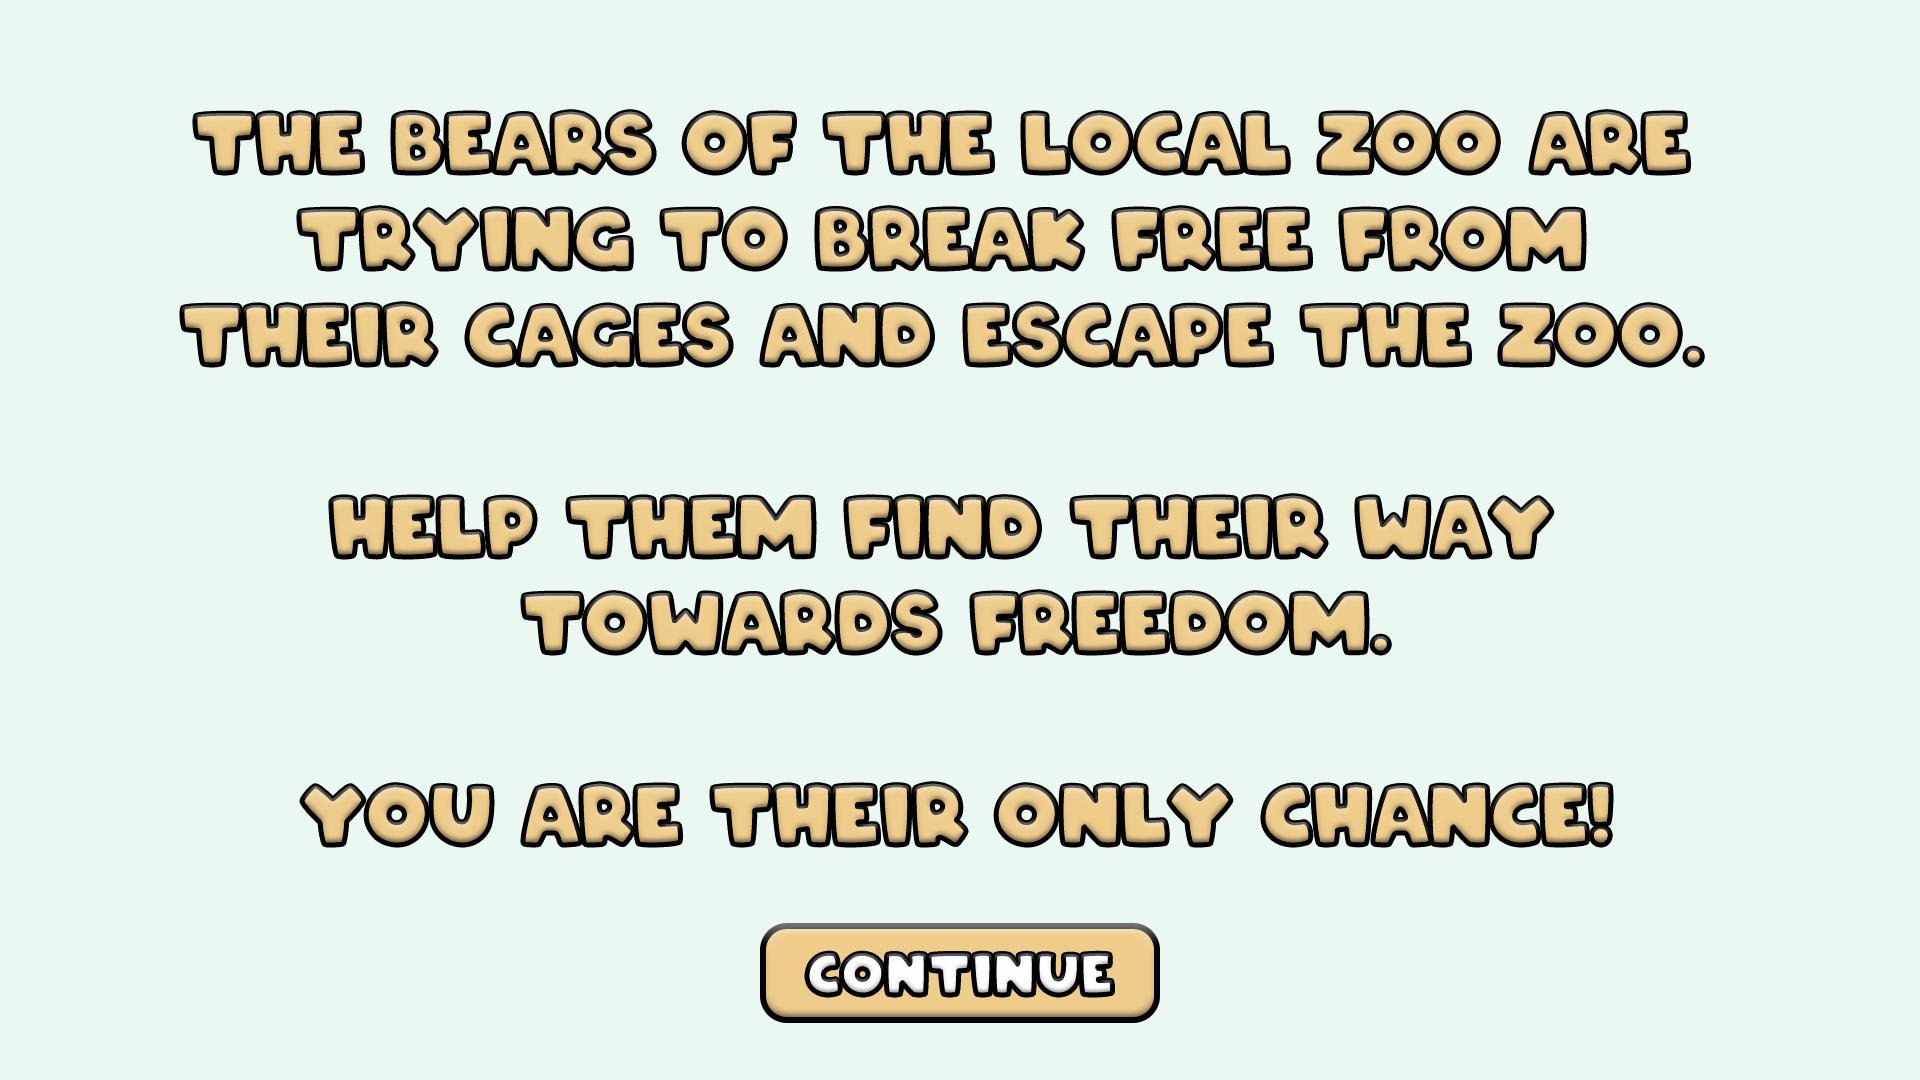 THE BEARS OF THE LOCAL ZOO ARE
TRYING TO BREAK FREE FROM
THEIR CAGES AND ESCAPE THE ZOO.
HELP THEM FIND THEIR WAY
TOWARDS FREEDOM.
YOU ARE THEIR ONLY CHANCE!
CONTINUE